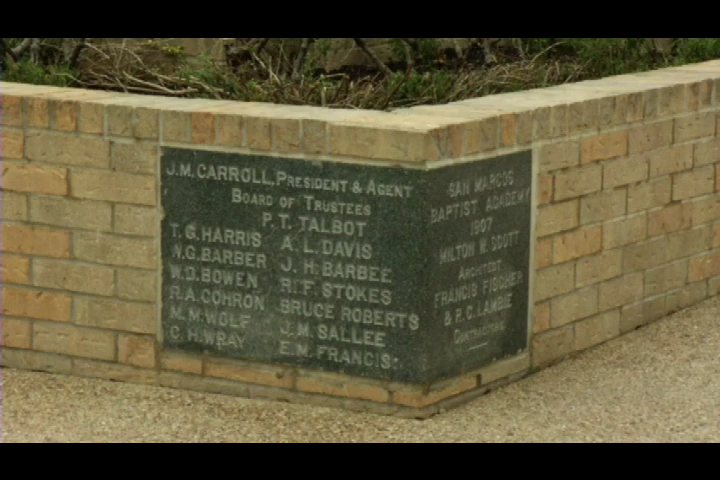 J.M. CARROLL, PRESIDENT & AGENT
BOARD OF TRUSTEES
P.T. TALBOT
T.G. HARRIS A.L. DAVIS
W.G. BARBER J.H. BARBEE
W.D. BOWEN R.F. STOKES
R.A. COHRON BRUCE ROBERTS
M.M. WOLF J.M. SALLEE
C.H. WRAY E.M. FRANCIS
SAN MARCOS
BAPTIST ACADEMY
1907
MILTON W. SCOTT
ARCHITECT
FRANCIS FISCHER
& R.C. LAMBIE
CONTRACTORS